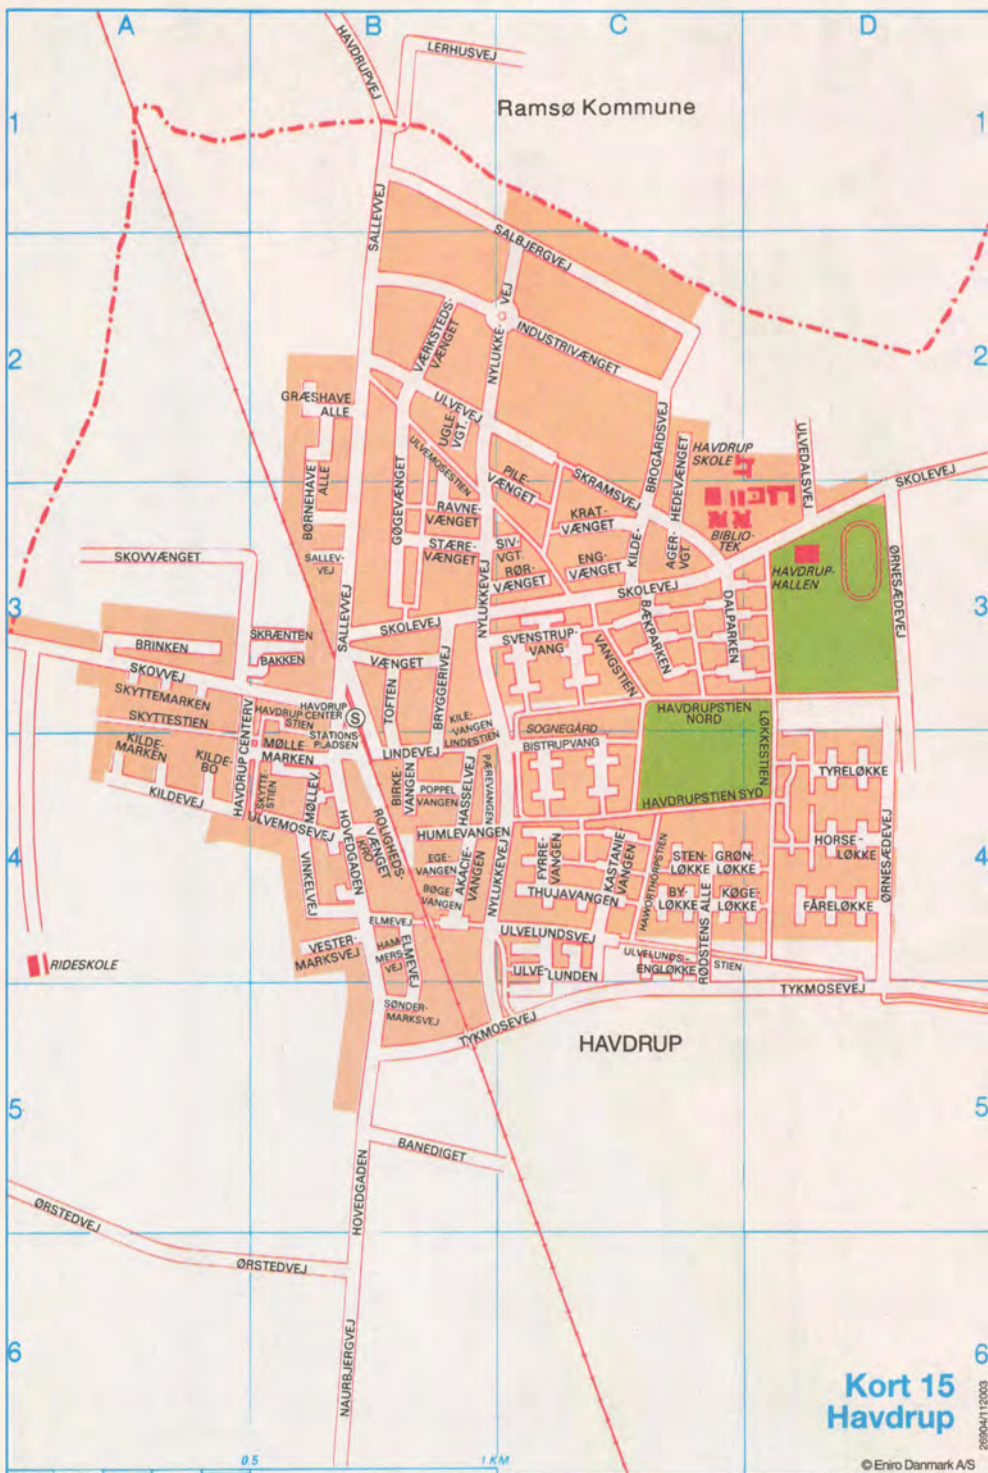 A
B
C
D
HAVDRUPVEJ
LERHUSVEJ
Ramsø Kommune
1
1
SALLEVVEJ
SALBJERGVEJ
NYLUKKE-
VEJ
INDUSTRIVÆNGET
VÆRKSTEDS-
VÆNGET
2
2
GRÆSHAVE
ALLE
ULVEVEJ
UGLE-
VGT.
ULVEMOSESTIEN
BROGÅRDSVEJ
HEDEVÆNGET
HAVDRUP
SKOLE
ULVEDALSVEJ
SKOLEVEJ
BØRNEHAVE
ALLE
GØGEVÆNGET
PILE-
VÆNGET
SKRAMSVEJ
RAVNE-
VÆNGET
KRAT-
VÆNGET
STÆRE-
VÆNGET
SIV-
VGT.
RØR-
VÆNGET
ENG-
VÆNGET
KILDE-
AGER-
VGT
BIBLIO-
TEK
HAVDRUP-
HALLEN
ØRNESÆDEVEJ
SKOVVÆNGET
SALLEV-
VEJ
SALLEVVEJ
SKOLEVEJ
NYLUKKEVEJ
SKOLEVEJ
3
3
BRINKEN
SKRÆNTEN
BAKKEN
VÆNGET
TOFTEN
BRYGGERIVEJ
SVENSTRUP-
VANG
VANGSTIEN
BÆKPARKEN
DALPARKEN
SKOVVEJ
SKYTTEMARKEN
SKYTTESTIEN
HAVDRUP CENTERV.
HAVDRUP CENTER
STIEN
HAVDRUP
S
STATIONS-
PLADSEN
KILE-
VANGEN
LINDESTIEN
SOGNEGÅRD
BISTRUPVANG
HAVDRUPSTIEN
NORD
LØKKESTIEN
KILDE-
MARKEN
KILDE-
BO
MØLLE-
MARKEN
LINDEVEJ
SKYTTE-
STIEN
MØLLEV.
BIRKE-
VANGEN
POPPEL
VANGEN
HASSELVEJ
PÆREVANGEN
HAVDRUPSTIEN SYD
TYRELØKKE
KILDEVEJ
ULVEMOSEVEJ
HOVEDGADEN
ROLIGHEDS-
VÆNGET
KRO
HUMLEVANGEN
4
4
VINKELVEJ
EGE-
VANGEN
BØGE-
VANGEN
AKACIE-
VANGEN
NYLUKKEVEJ
FYRRE-
VANGEN
THUJAVANGEN
KASTANIE
VANGEN
HAWORTHORPSTIEN
STEN-
LØKKE
GRØN-
LØKKE
BY-
LØKKE
KØGE-
LØKKE
RØDSTENS ALLE
HORSE-
LØKKE
FÅRELØKKE
ØRNESÆDEVEJ
ELMEVEJ
ELMEVEJ
VESTER-
MARKSVEJ
HAM-
MERS-
VEJ
ULVELUNDSVEJ
ULVE-
LUNDEN
ULVELUNDS-
STIEN
ENGLØKKE
RIDESKOLE
SØNDER-
MARKSVEJ
TYKMOSEVEJ
TYKMOSEVEJ
HAVDRUP
5
5
BANEDIGET
HOVEDGADEN
ØRSTEDVEJ
ØRSTEDVEJ
6
6
NAURBJERGVEJ
Kort 15
Havdrup
26904/112003
0.5
1 KM
© Eniro Danmark A/S